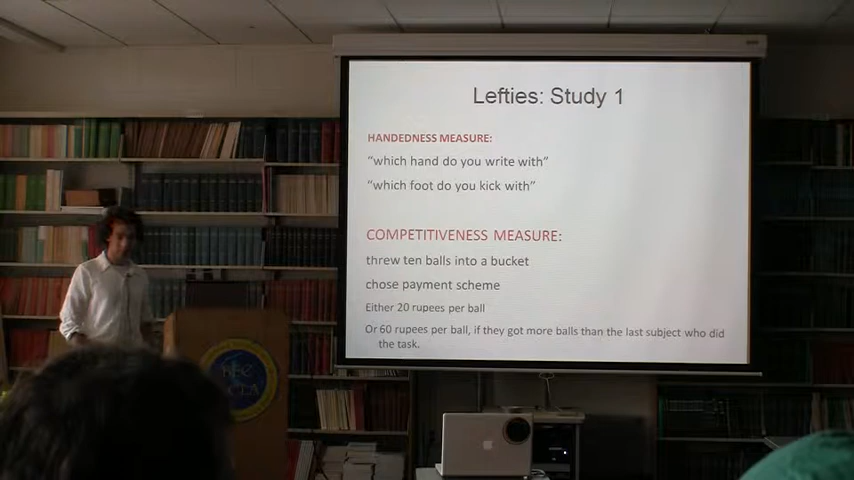 Lefties: Study 1
HANDEDNESS MEASURE:
“which hand do you write with”
“which foot do you kick with”
COMPETITIVENESS MEASURE:
threw ten balls into a bucket
chose payment scheme
Either 20 rupees per ball
Or 60 rupees per ball, if they got more balls than the last subject who did
the task.